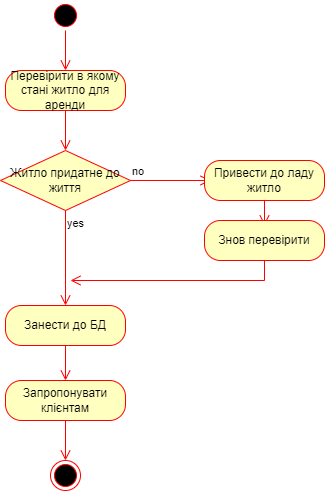 Перевірити в якому
стані житло для
аренди
Житло придатне до
життя
no
Привести до ладу
житло
yes
Знов перевірити
Занести до БД
Запропонувати
клієнтам